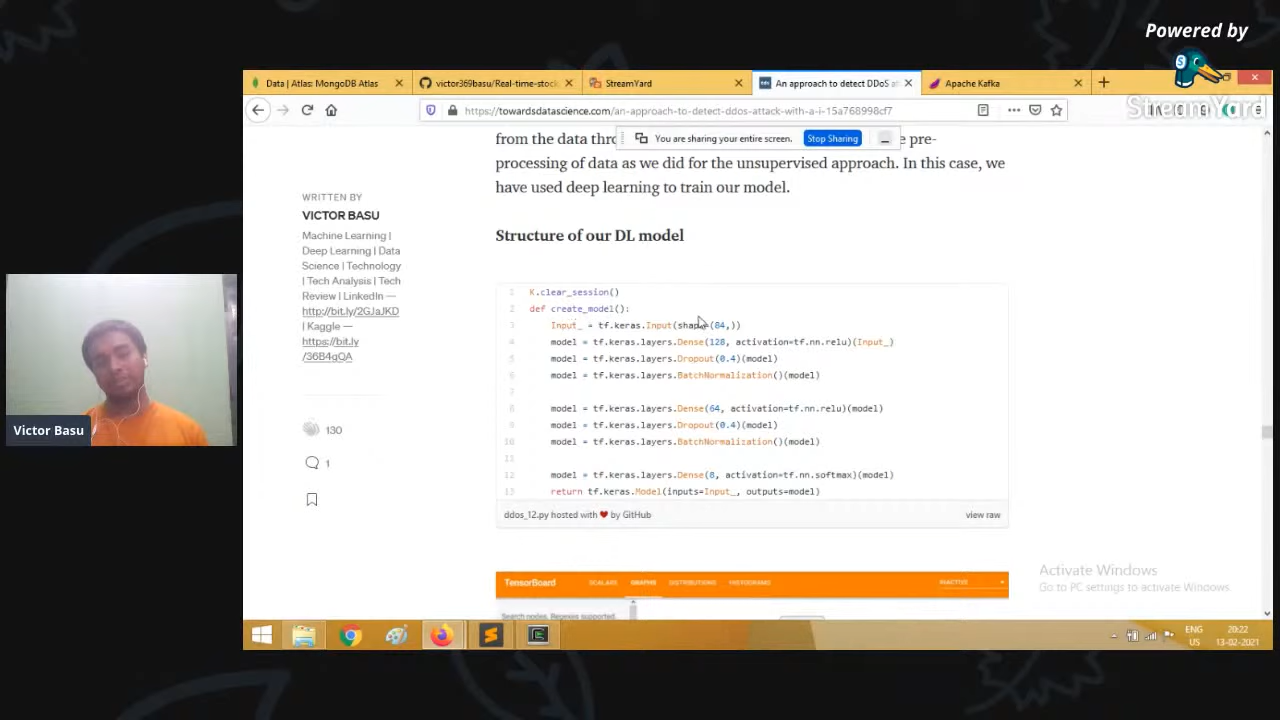 Powered by
StreamYard
Data | Atlas: MongoDB Atlas
victor369basu/Real-time-stock
StreamYard
An approach to detect DDoS at
Apache Kafka
https://towardsdatascience.com/an-approach-to-detect-ddos-attack-with-a-i-15a768998cf7
You are sharing your entire screen.
Stop Sharing
from the data thro
e pre-
processing of data as we did for the unsupervised approach. In this case, we
have used deep learning to train our model.
WRITTEN BY
VICTOR BASU
Machine Learning |
Deep Learning | Data
Science | Technology
| Tech Analysis | Tech
Review | LinkedIn —
http://bit.ly/2GJaJKD
| Kaggle —
https://bit.ly
/36B4gQA
130
1
Structure of our DL model
1 K.clear_session()
2 def create_model():
3 Input_ = tf.keras.Input(shape=(84,))
4 model = tf.keras.layers.Dense(128, activation=tf.nn.relu)(Input_)
5 model = tf.keras.layers.Dropout(0.4)(model)
6 model = tf.keras.layers.BatchNormalization()(model)
7
8 model = tf.keras.layers.Dense(64, activation=tf.nn.relu)(model)
9 model = tf.keras.layers.Dropout(0.4)(model)
10 model = tf.keras.layers.BatchNormalization()(model)
11
12 model = tf.keras.layers.Dense(8, activation=tf.nn.softmax)(model)
13 return tf.keras.Model(inputs=Input_, outputs=model)
ddos_12.py hosted with ❤ by GitHub
view raw
TensorBoard
SCALARS
GRAPHS
DISTRIBUTIONS
HISTOGRAMS
INACTIVE
Search nodes. Regexes supported.
Victor Basu
Activate Windows
Go to PC settings to activate Windows.
ENG
US
20:22
13-02-2021